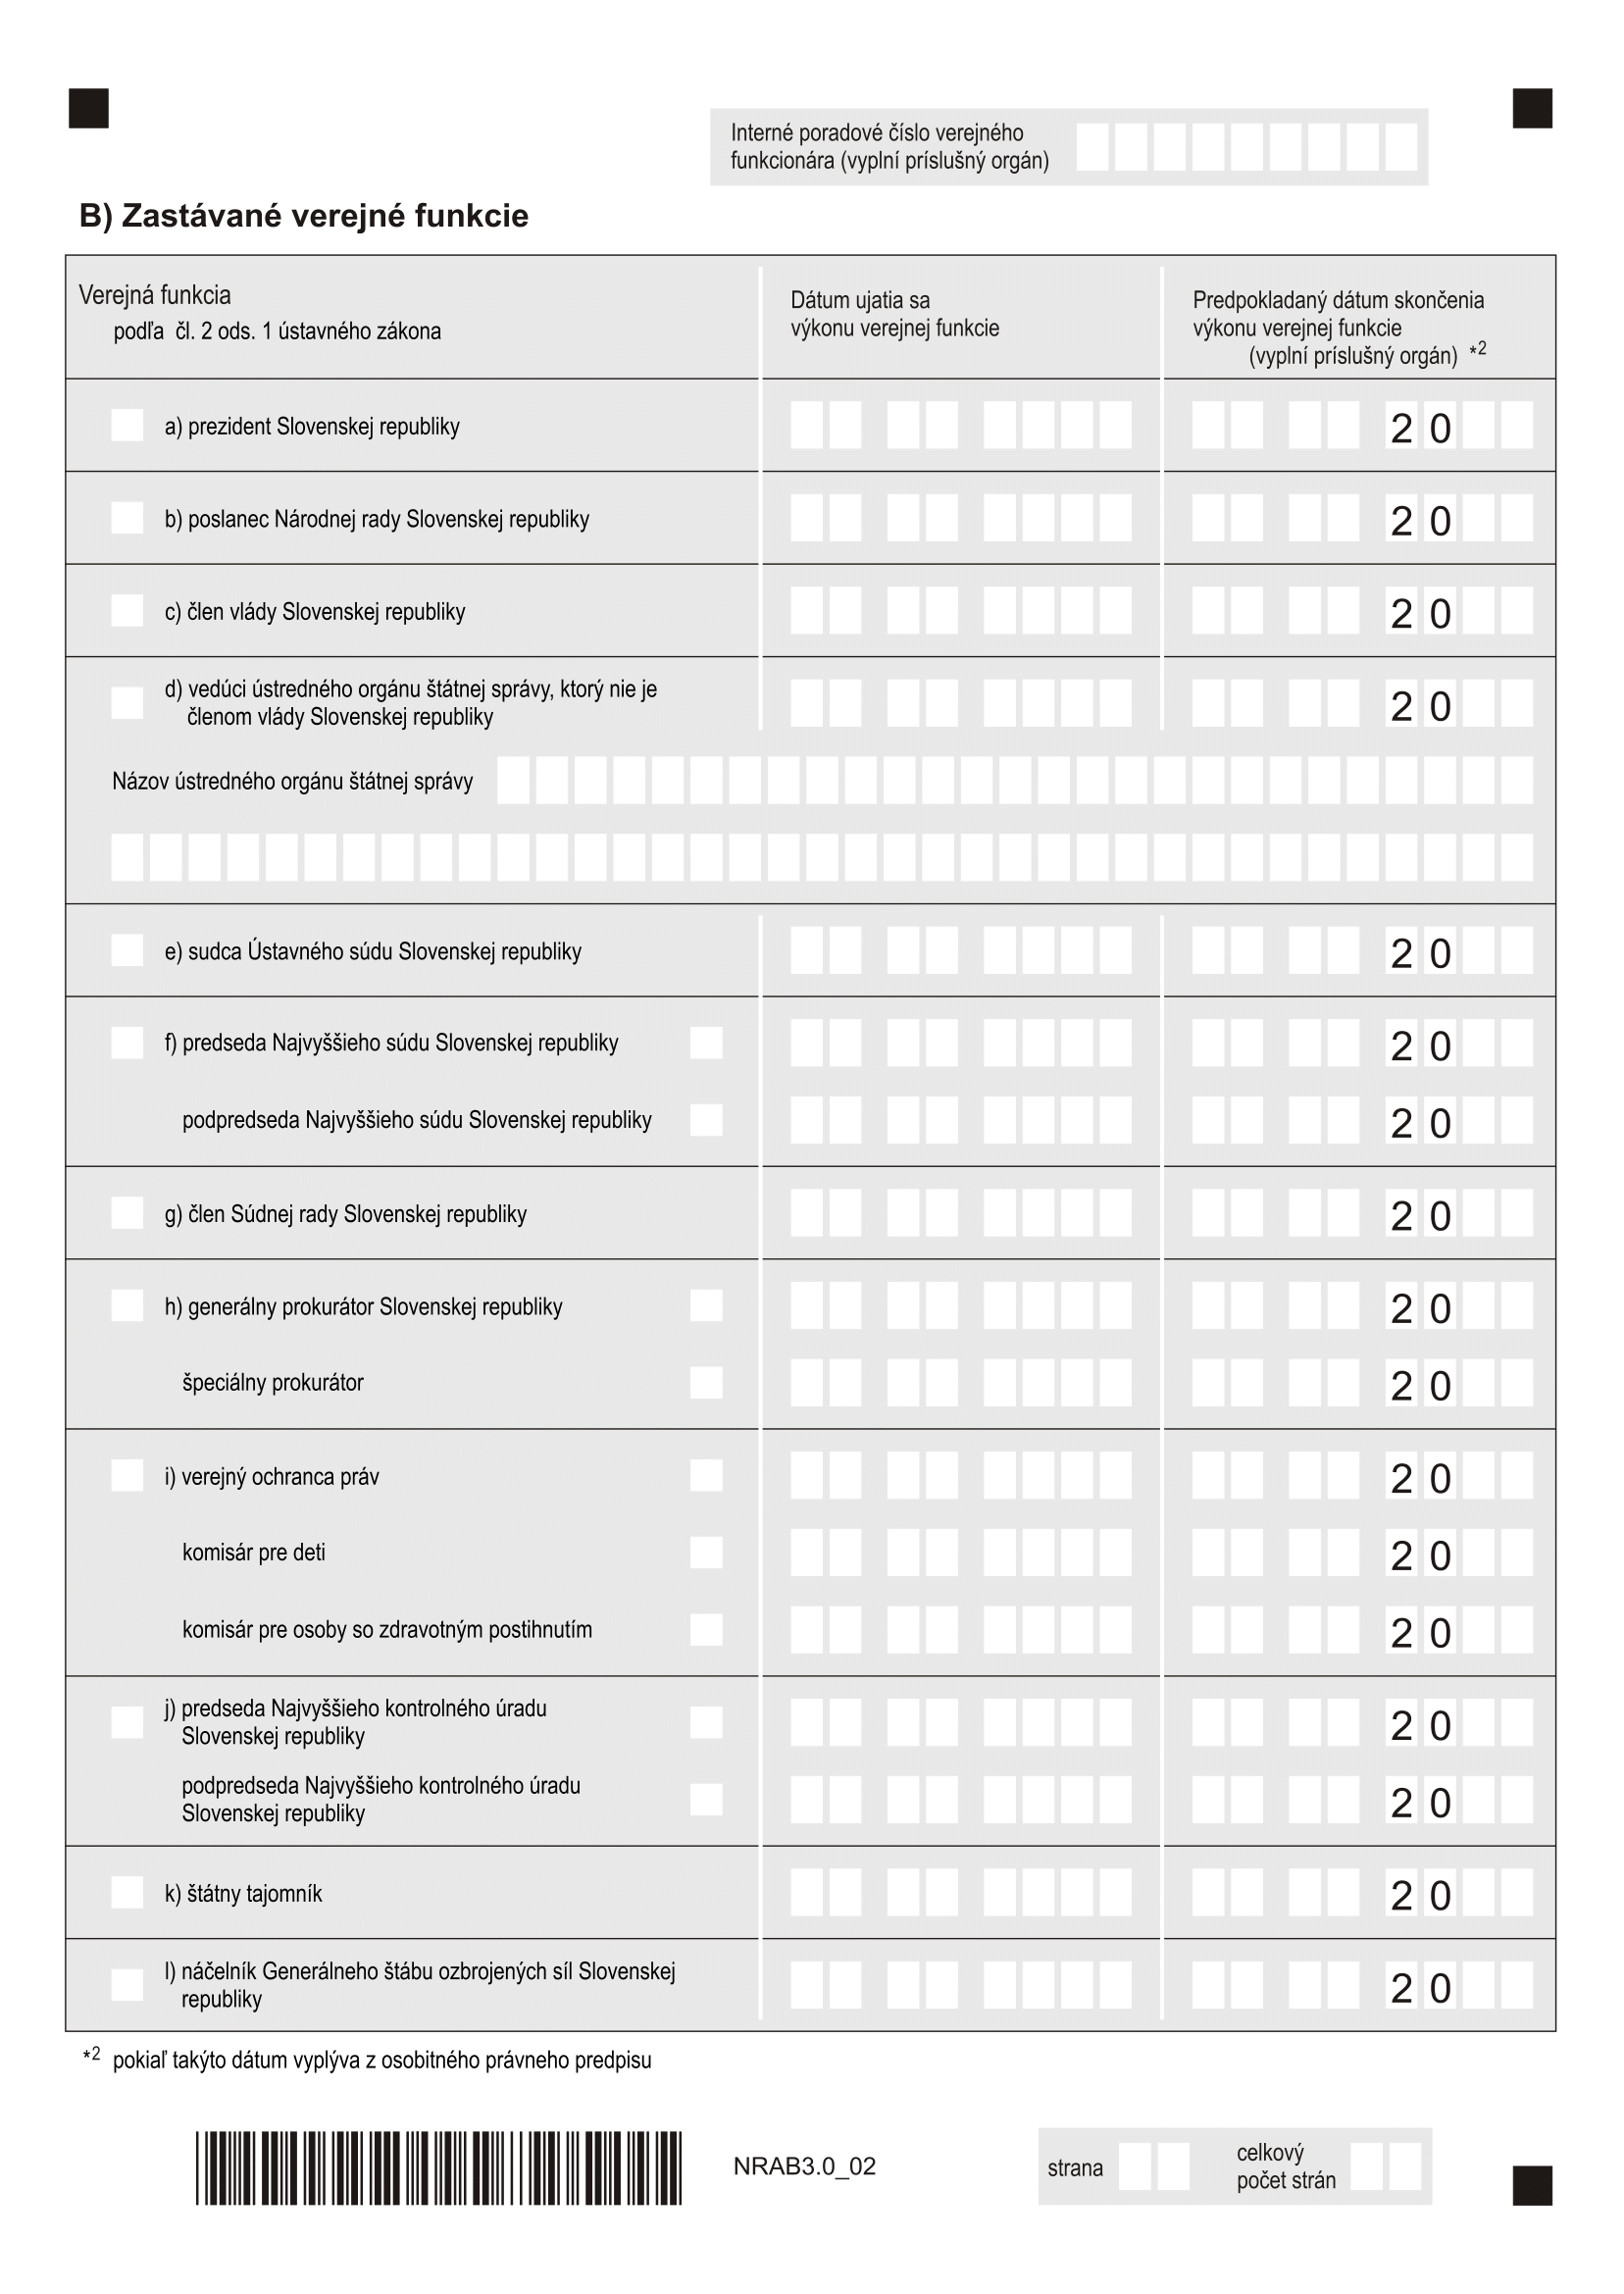 Interné poradové číslo verejného
funkcionára (vyplní príslušný orgán)
B) Zastávané verejné funkcie
Verejná funkcia
podľa čl. 2 ods. 1 ústavného zákona
Dátum ujatia sa
výkonu verejnej funkcie
Predpokladaný dátum skončenia
výkonu verejnej funkcie
(vyplní príslušný orgán) *2
a) prezident Slovenskej republiky 20
b) poslanec Národnej rady Slovenskej republiky 20
c) člen vlády Slovenskej republiky 20
d) vedúci ústredného orgánu štátnej správy, ktorý nie je
členom vlády Slovenskej republiky 20
Názov ústredného orgánu štátnej správy
e) sudca Ústavného súdu Slovenskej republiky 20
f) predseda Najvyššieho súdu Slovenskej republiky 20
podpredseda Najvyššieho súdu Slovenskej republiky 20
g) člen Súdnej rady Slovenskej republiky 20
h) generálny prokurátor Slovenskej republiky 20
špeciálny prokurátor 20
i) verejný ochranca práv 20
komisár pre deti 20
komisár pre osoby so zdravotným postihnutím 20
j) predseda Najvyššieho kontrolného úradu
Slovenskej republiky 20
podpredseda Najvyššieho kontrolného úradu
Slovenskej republiky 20
k) štátny tajomník 20
l) náčelník Generálneho štábu ozbrojených síl Slovenskej
republiky 20
*2 pokiaľ takýto dátum vyplýva z osobitného právneho predpisu
NRAB3.0_02
strana
celkový
počet strán